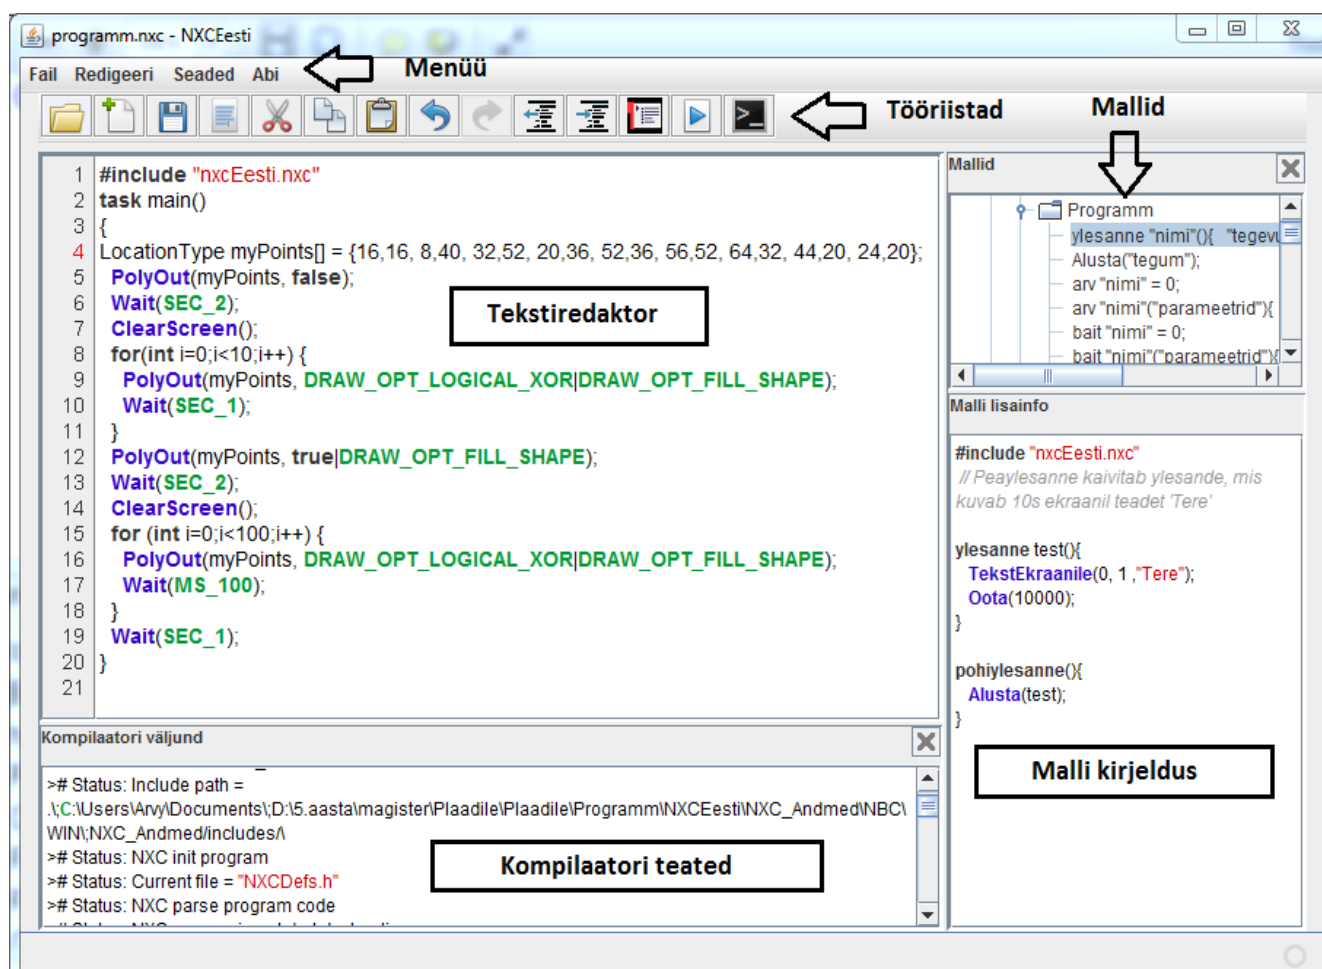 programm.nxc - NXCEesti
Fail Redigeeri Seaded Abi
Menüü
Tööriistad
Mallid
1 #include "nxcEesti.nxc"
2 task main()
3 {
4 LocationType myPoints[] = {16,16, 8,40, 32,52, 20,36, 52,36, 56,52, 64,32, 44,20, 24,20};
5 PolyOut(myPoints, false);
6 Wait(SEC_2);
7 ClearScreen();
8 for(int i=0;i<10;i++) {
9 PolyOut(myPoints, DRAW_OPT_LOGICAL_XOR|DRAW_OPT_FILL_SHAPE);
10 Wait(SEC_1);
11 }
12 PolyOut(myPoints, true|DRAW_OPT_FILL_SHAPE);
13 Wait(SEC_2);
14 ClearScreen();
15 for (int i=0;i<100;i++) {
16 PolyOut(myPoints, DRAW_OPT_LOGICAL_XOR|DRAW_OPT_FILL_SHAPE);
17 Wait(MS_100);
18 }
19 Wait(SEC_1);
20 }
21
Tekstiredaktor
Mallid
Programm
ylesanne "nimi"(){ "tegevu
Alusta("tegum");
arv "nimi" = 0;
arv "nimi"("parameetrid"){
bait "nimi" = 0;
bait "nimi"("parameetrid"){
Malli lisainfo
#include "nxcEesti.nxc"
// Peaylesanne kaivitab ylesande, mis
kuvab 10s ekraanil teadet 'Tere'
ylesanne test(){
TekstEkraanile(0, 1 ,"Tere");
Oota(10000);
}
pohiylesanne(){
Alusta(test);
}
Malli kirjeldus
Kompilaatori väljund
># Status: Include path =
.\;C:\Users\Arvy\Documents\;D:\5.aasta\magister\Plaadile\Plaadile\Programm\NXCEesti\NXC_Andmed\NBC\
WIN\;NXC_Andmed/includes/\
># Status: NXC init program
># Status: Current file = "NXCDefs.h"
># Status: NXC parse program code
Kompilaatori teated